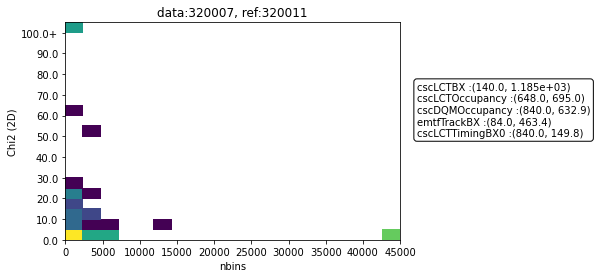 data:320007, ref:320011
Chi2 (2D)
100.0+
90.0
80.0
70.0
60.0
50.0
40.0
30.0
20.0
10.0
0.0
0 5000 10000 15000 20000 25000 30000 35000 40000 45000
nbins
cscLCTBX :(140.0, 1.185e+03)
cscLCTOccupancy :(648.0, 695.0)
cscDQMOccupancy :(840.0, 632.9)
emtfTrackBX :(84.0, 463.4)
cscLCTTimingBX0 :(840.0, 149.8)